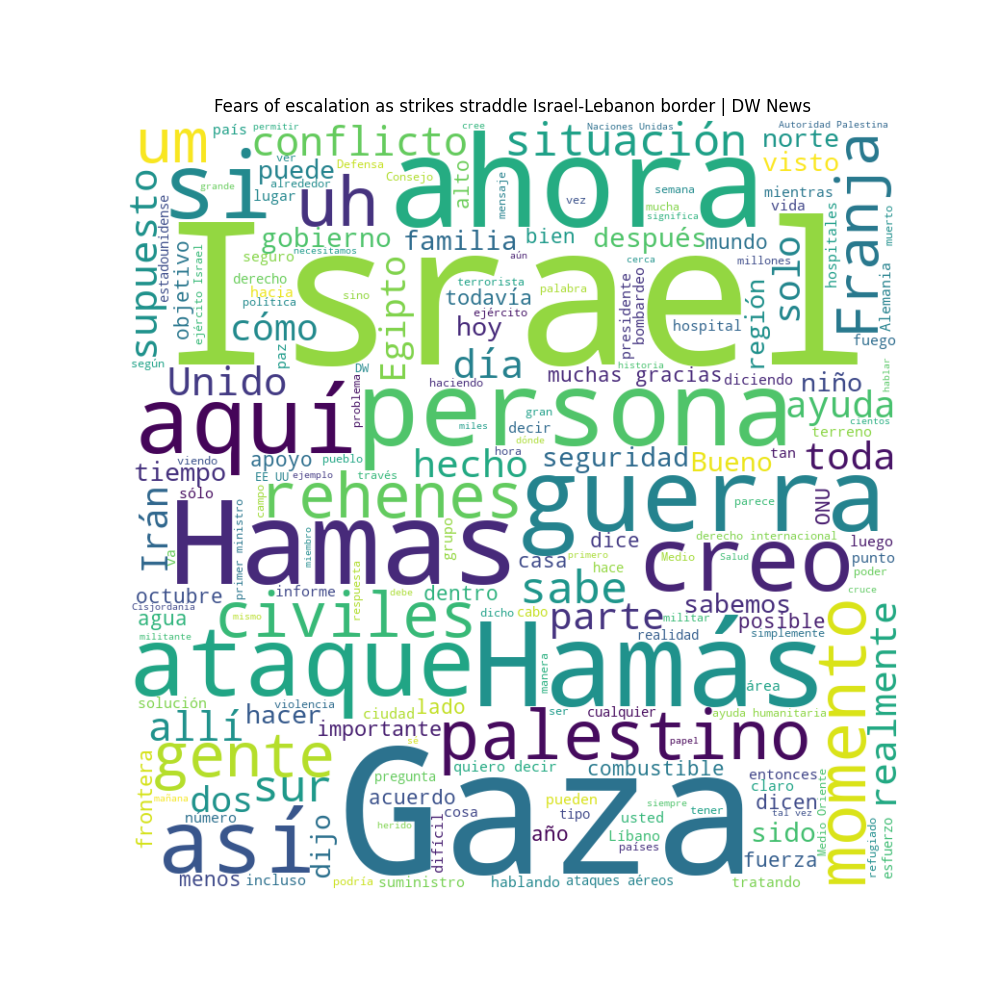 Fears of escalation as strikes straddle Israel-Lebanon border | DW News
um
país
permitir
conflicto
cree
situación
Naciones Unidas
Autoridad Palestina
norte
si
ver
puede
Defensa
Consejo
alto
ahora
visto
Franja
grande
alrededor
lugar
uh
mensaje
vez
semana
mucha
significa
mientras
vida
supuesto
estadounidense
objetivo
ejército Israel
gobierno
necesitamos
familia
bien
después
mundo
solo
hospitales
muerto
seguro
derecho
hacia
política
sino
paz
Israel
aún
cerca
millones
terrorista
palabra
todavía
ejército
hoy
presidente
bombardeo
hospital
región
Alemania
fuego
cómo
Egipto
según
día
historia
DW
Unido
problema
haciendo
muchas gracias
diciendo
niño
hablar
aquí
persona
gran
miles
decir
dónde
hora
ayuda
cientos
terreno
tiempo
viendo
apoyo
pueblo
hecho
seguridad
Bueno
tan
toda
EE UU
ejemplo
través
sólo
Irán
va
rehenes
campo
guerra
parece
ONU
Hamas
primer ministro
miembro
grupo
dice
derecho internacional
luego
casa
primero
hace
Medio
Salud
creo
punto
poder
octubre
informe
respuesta
debe
dentro
sabe
cruce
Cisjordania
agua
mismo
civiles
dicho
cabo
parte
militar
sabemos
posible
militante
realidad
simplemente
ataque
Hamás
manera
área
momento
realmente
solución
violencia
ciudad
lado
ser
cualquier
ayuda humanitaria
allí
hacer
importante
palestino
papel
gente
se
frontera
mañana
dos
sur
pregunta
quiero decir
combustible
entonces
claro
Medio Oriente
número
acuerdo
cosa
pueden
siempre
tener
dicen
tal vez
así
dijo
herido
difícil
Gaza
año
tipo
usted
Líbano
países
sido
fuerza
refugiado
esfuerzo
menos
incluso
podría
suministro
hablando
ataques aéreos
tratando